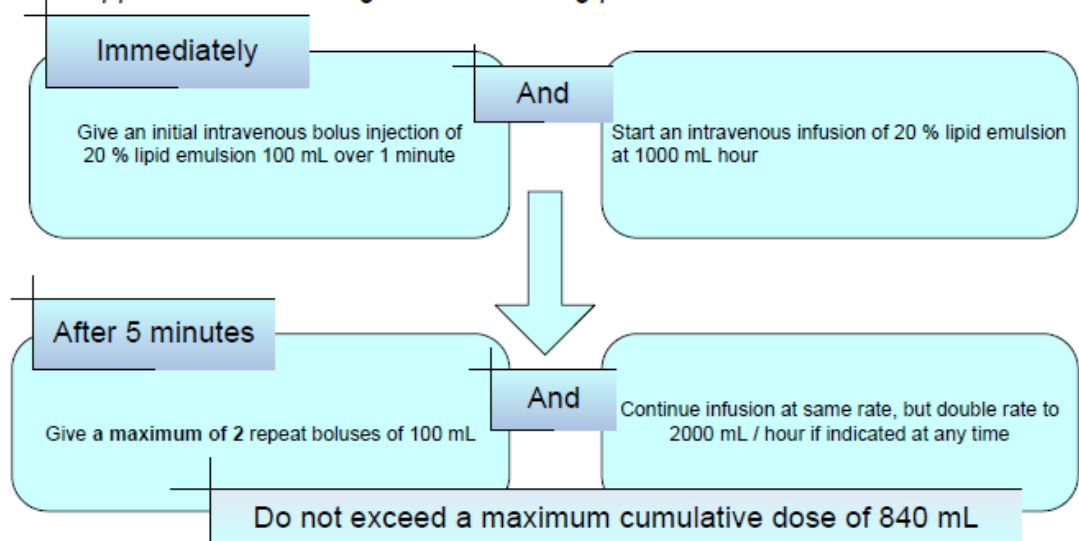 Immediately
And
Give an initial intravenous bolus injection of
20 % lipid emulsion 100 mL over 1 minute
Start an intravenous infusion of 20 % lipid emulsion
at 1000 mL hour
After 5 minutes
And
Give a maximum of 2 repeat boluses of 100 mL
Continue infusion at same rate, but double rate to
2000 mL / hour if indicated at any time
Do not exceed a maximum cumulative dose of 840 mL